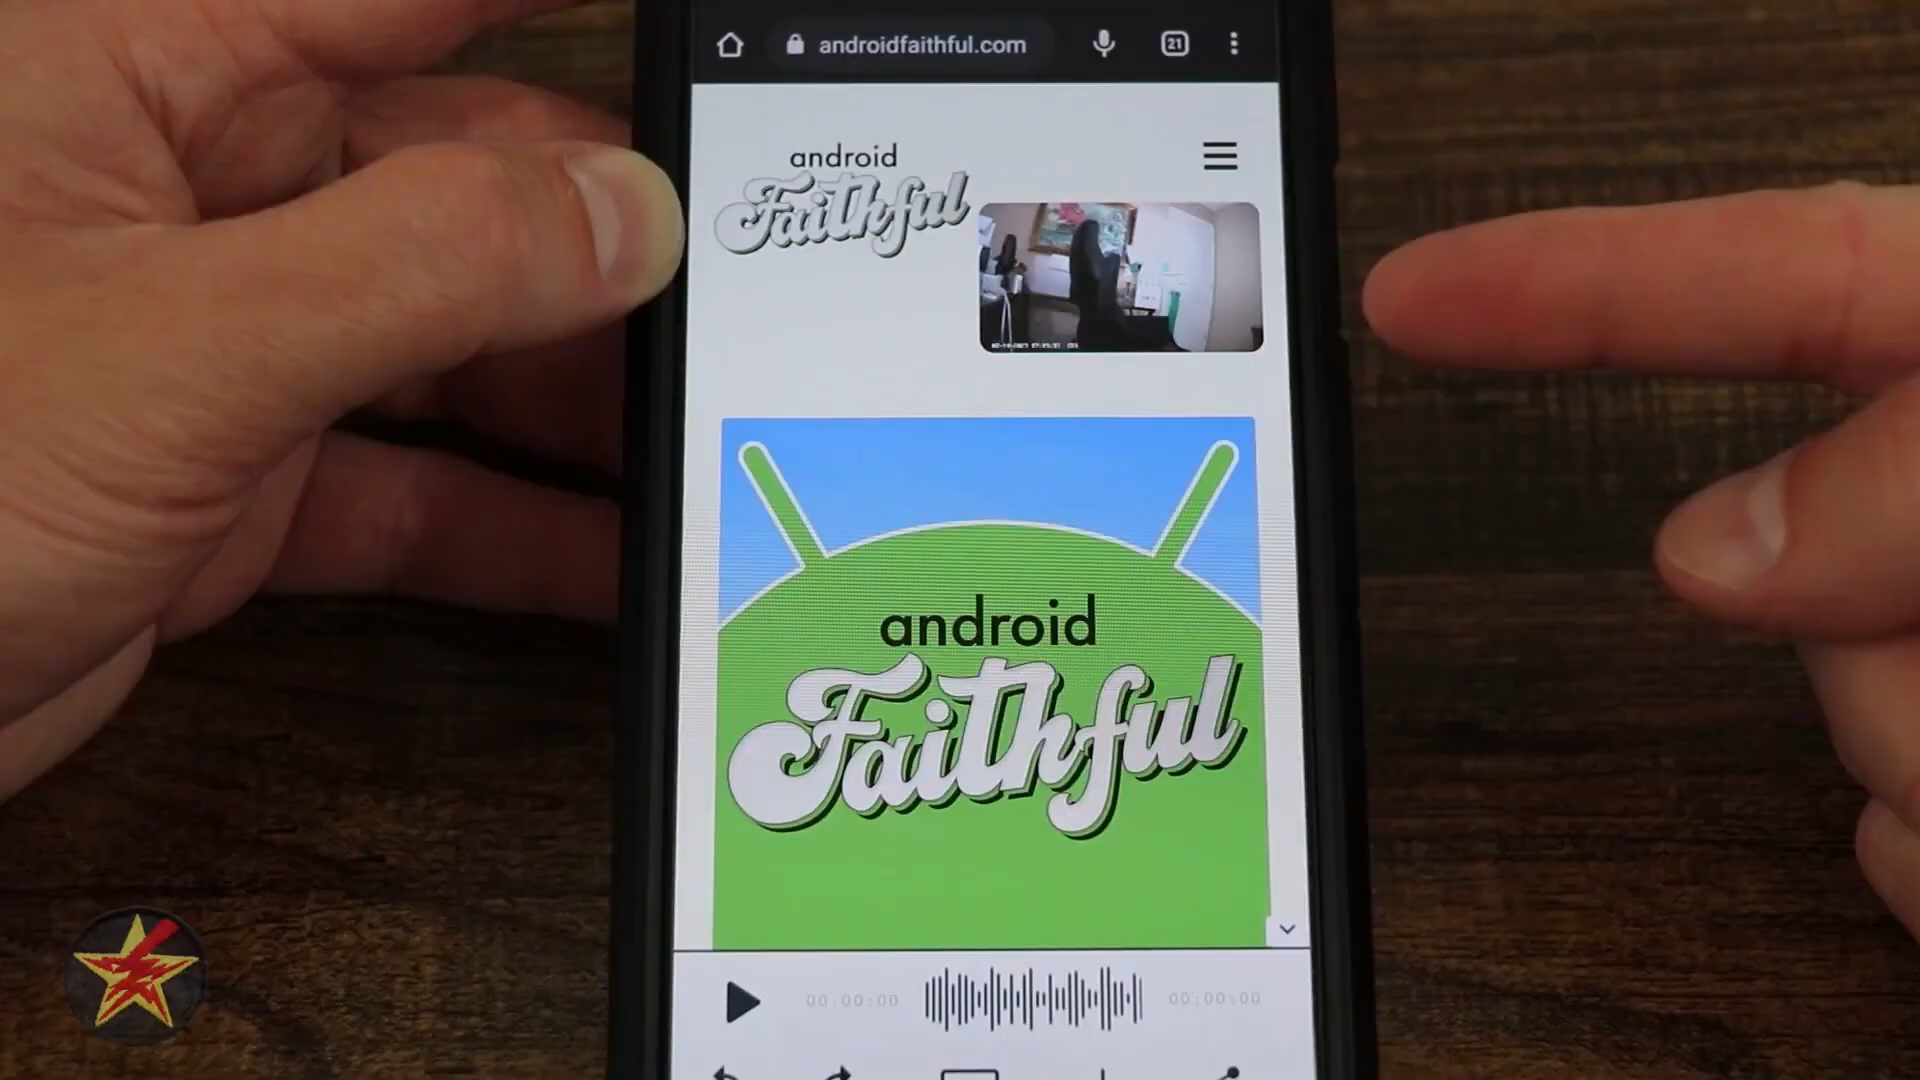 androidfaithful.com
21
android
Faithful
android
Faithful
00:00:00
00:00:00